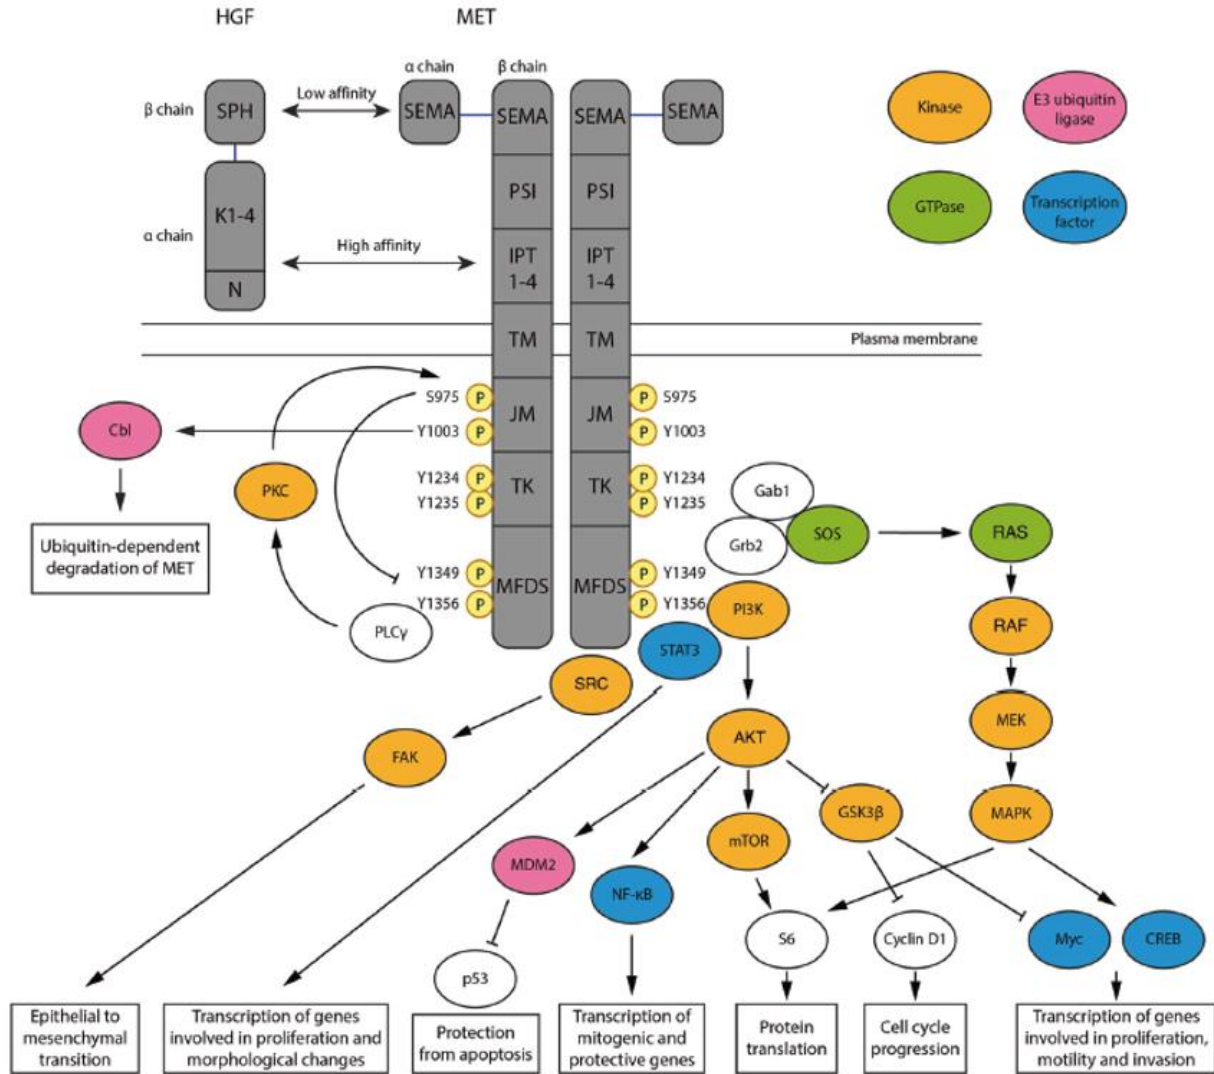 HGF
MET
α chain
β chain
β chain
SPH
Low affinity
SEMA
SEMA
SEMA
SEMA
Kinase
E3 ubiquitin
ligase
K1-4
PSI
PSI
GTPase
Transcription
factor
α chain
High affinity
IPT
1-4
IPT
1-4
N
TM
TM
Plasma membrane
S975
P
JM
JM
P
S975
Cbl
Y1003
P
P
Y1003
PKC
Y1234
P
TK
TK
P
Y1234
Gab1
Y1235
P
P
Y1235
SOS
RAS
Ubiquitin-dependent
degradation of MET
Grb2
Y1349
P
MFDS
MFDS
P
Y1349
Y1356
P
P
Y1356
PI3K
RAF
PLCγ
STAT3
SRC
MEK
FAK
AKT
GSK3β
MAPK
mTOR
MDM2
NF-κB
S6
Cyclin D1
Myc
CREB
p53
Epithelial to
mesenchymal
transition
Transcription of genes
involved in proliferation and
morphological changes
Protection
from apoptosis
Transcription of
mitogenic and
protective genes
Protein
translation
Cell cycle
progression
Transcription of genes
involved in proliferation,
motility and invasion